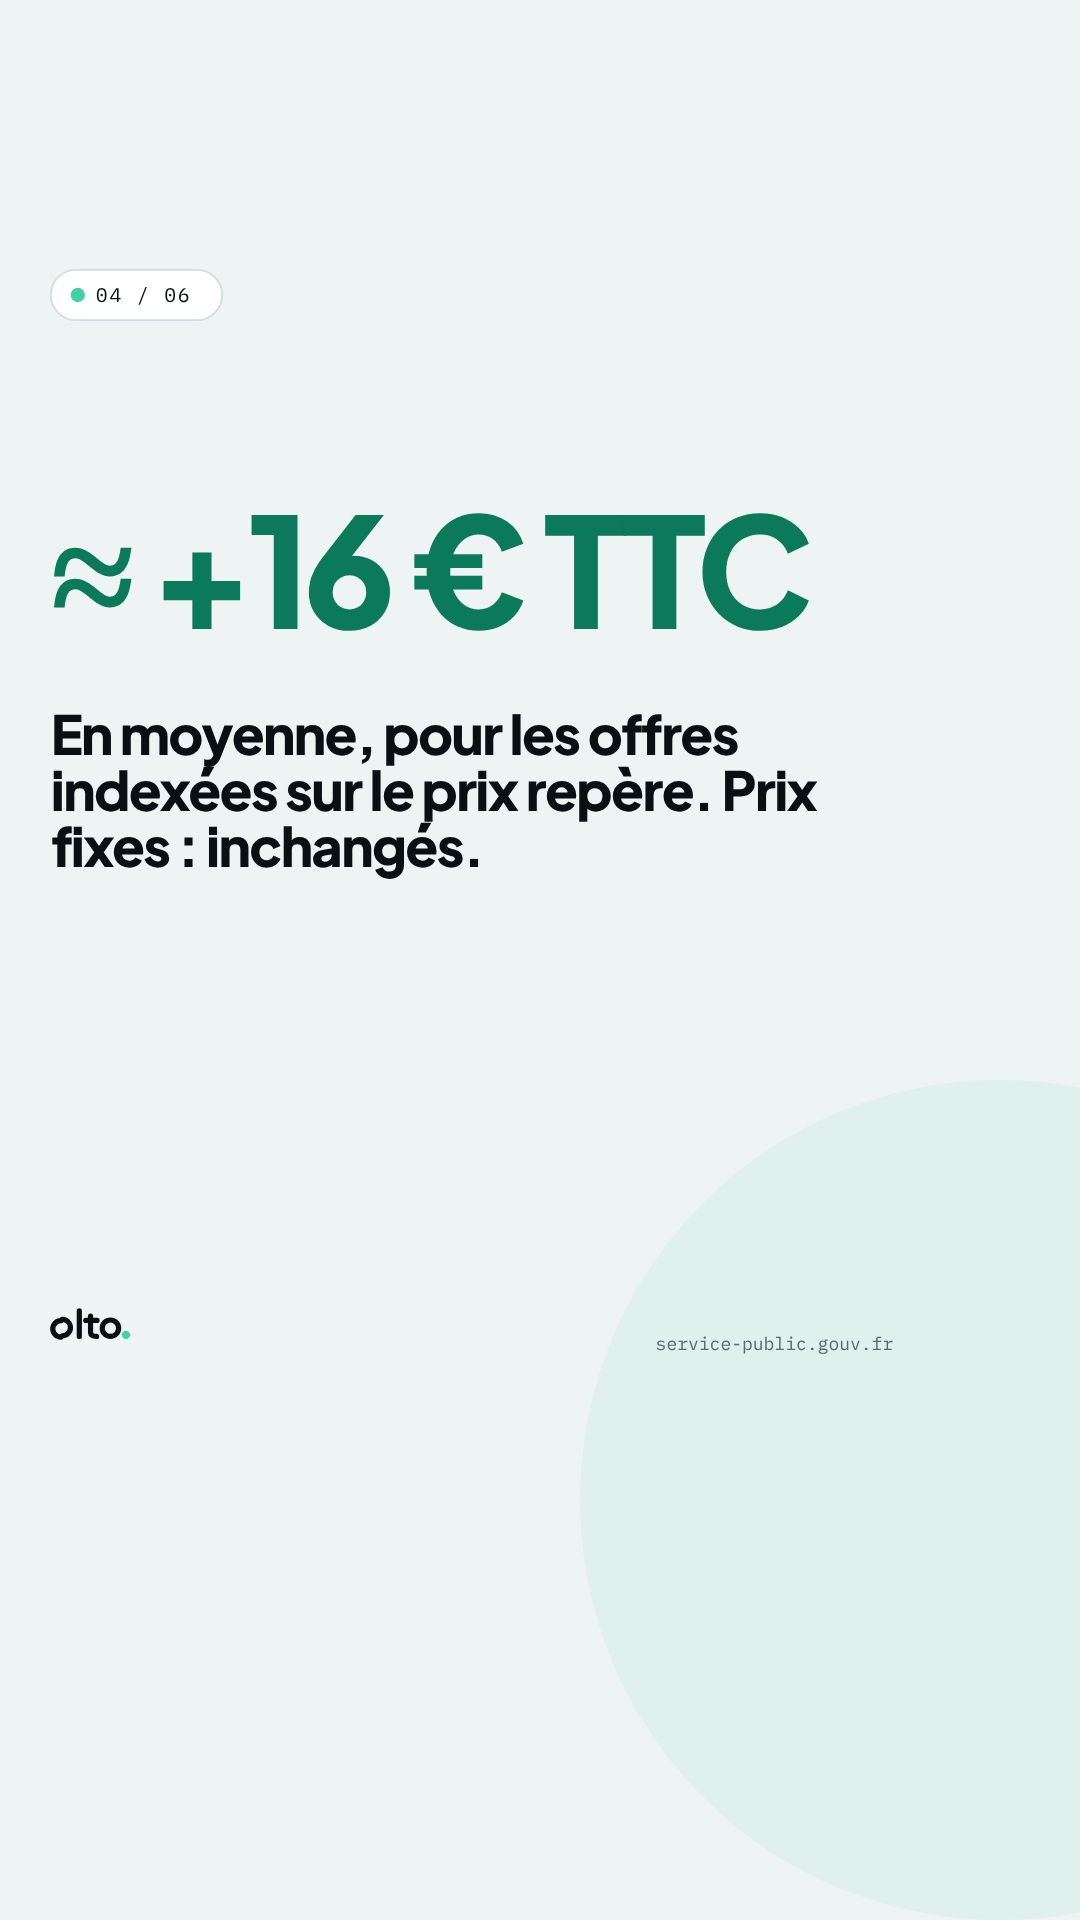 04 / 06
≈ +16 € TTC
En moyenne, pour les offres
indexées sur le prix repère. Prix
fixes : inchangés.
olto.
service-public.gouv.fr